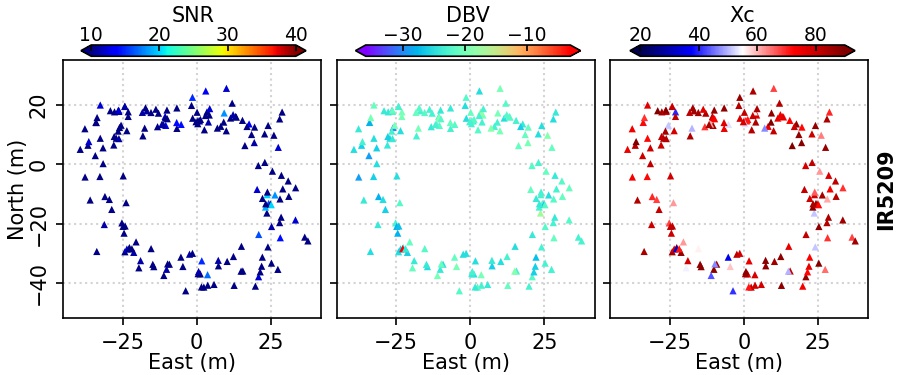 SNR DBV Xc
10 20 30 40 −30 −20 −10 20 40 60 80
North (m)
20
0
−20
−40
IR5209
−25 0 25 −25 0 25 −25 0 25
East (m) East (m) East (m)